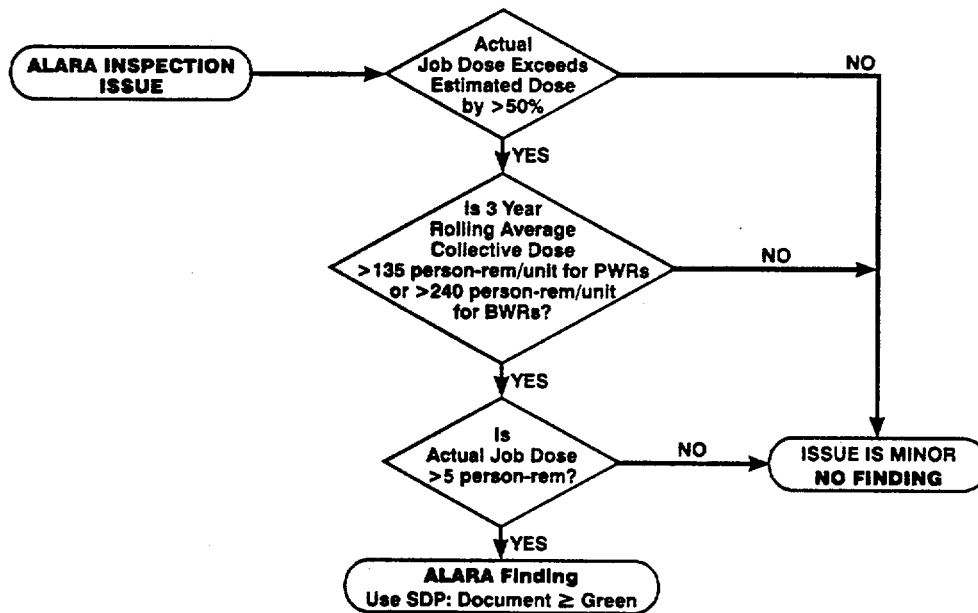 ALARA INSPECTION
ISSUE
Actual
Job Dose Exceeds
Estimated Dose
by >50%
NO
YES
Is 3 Year
Rolling Average
Collective Dose
>135 person-rem/unit for PWRs
or >240 person-rem/unit
for BWRs?
NO
YES
Is
Actual Job Dose
>5 person-rem?
NO
ISSUE IS MINOR
NO FINDING
YES
ALARA Finding
Use SDP: Document ≥ Green